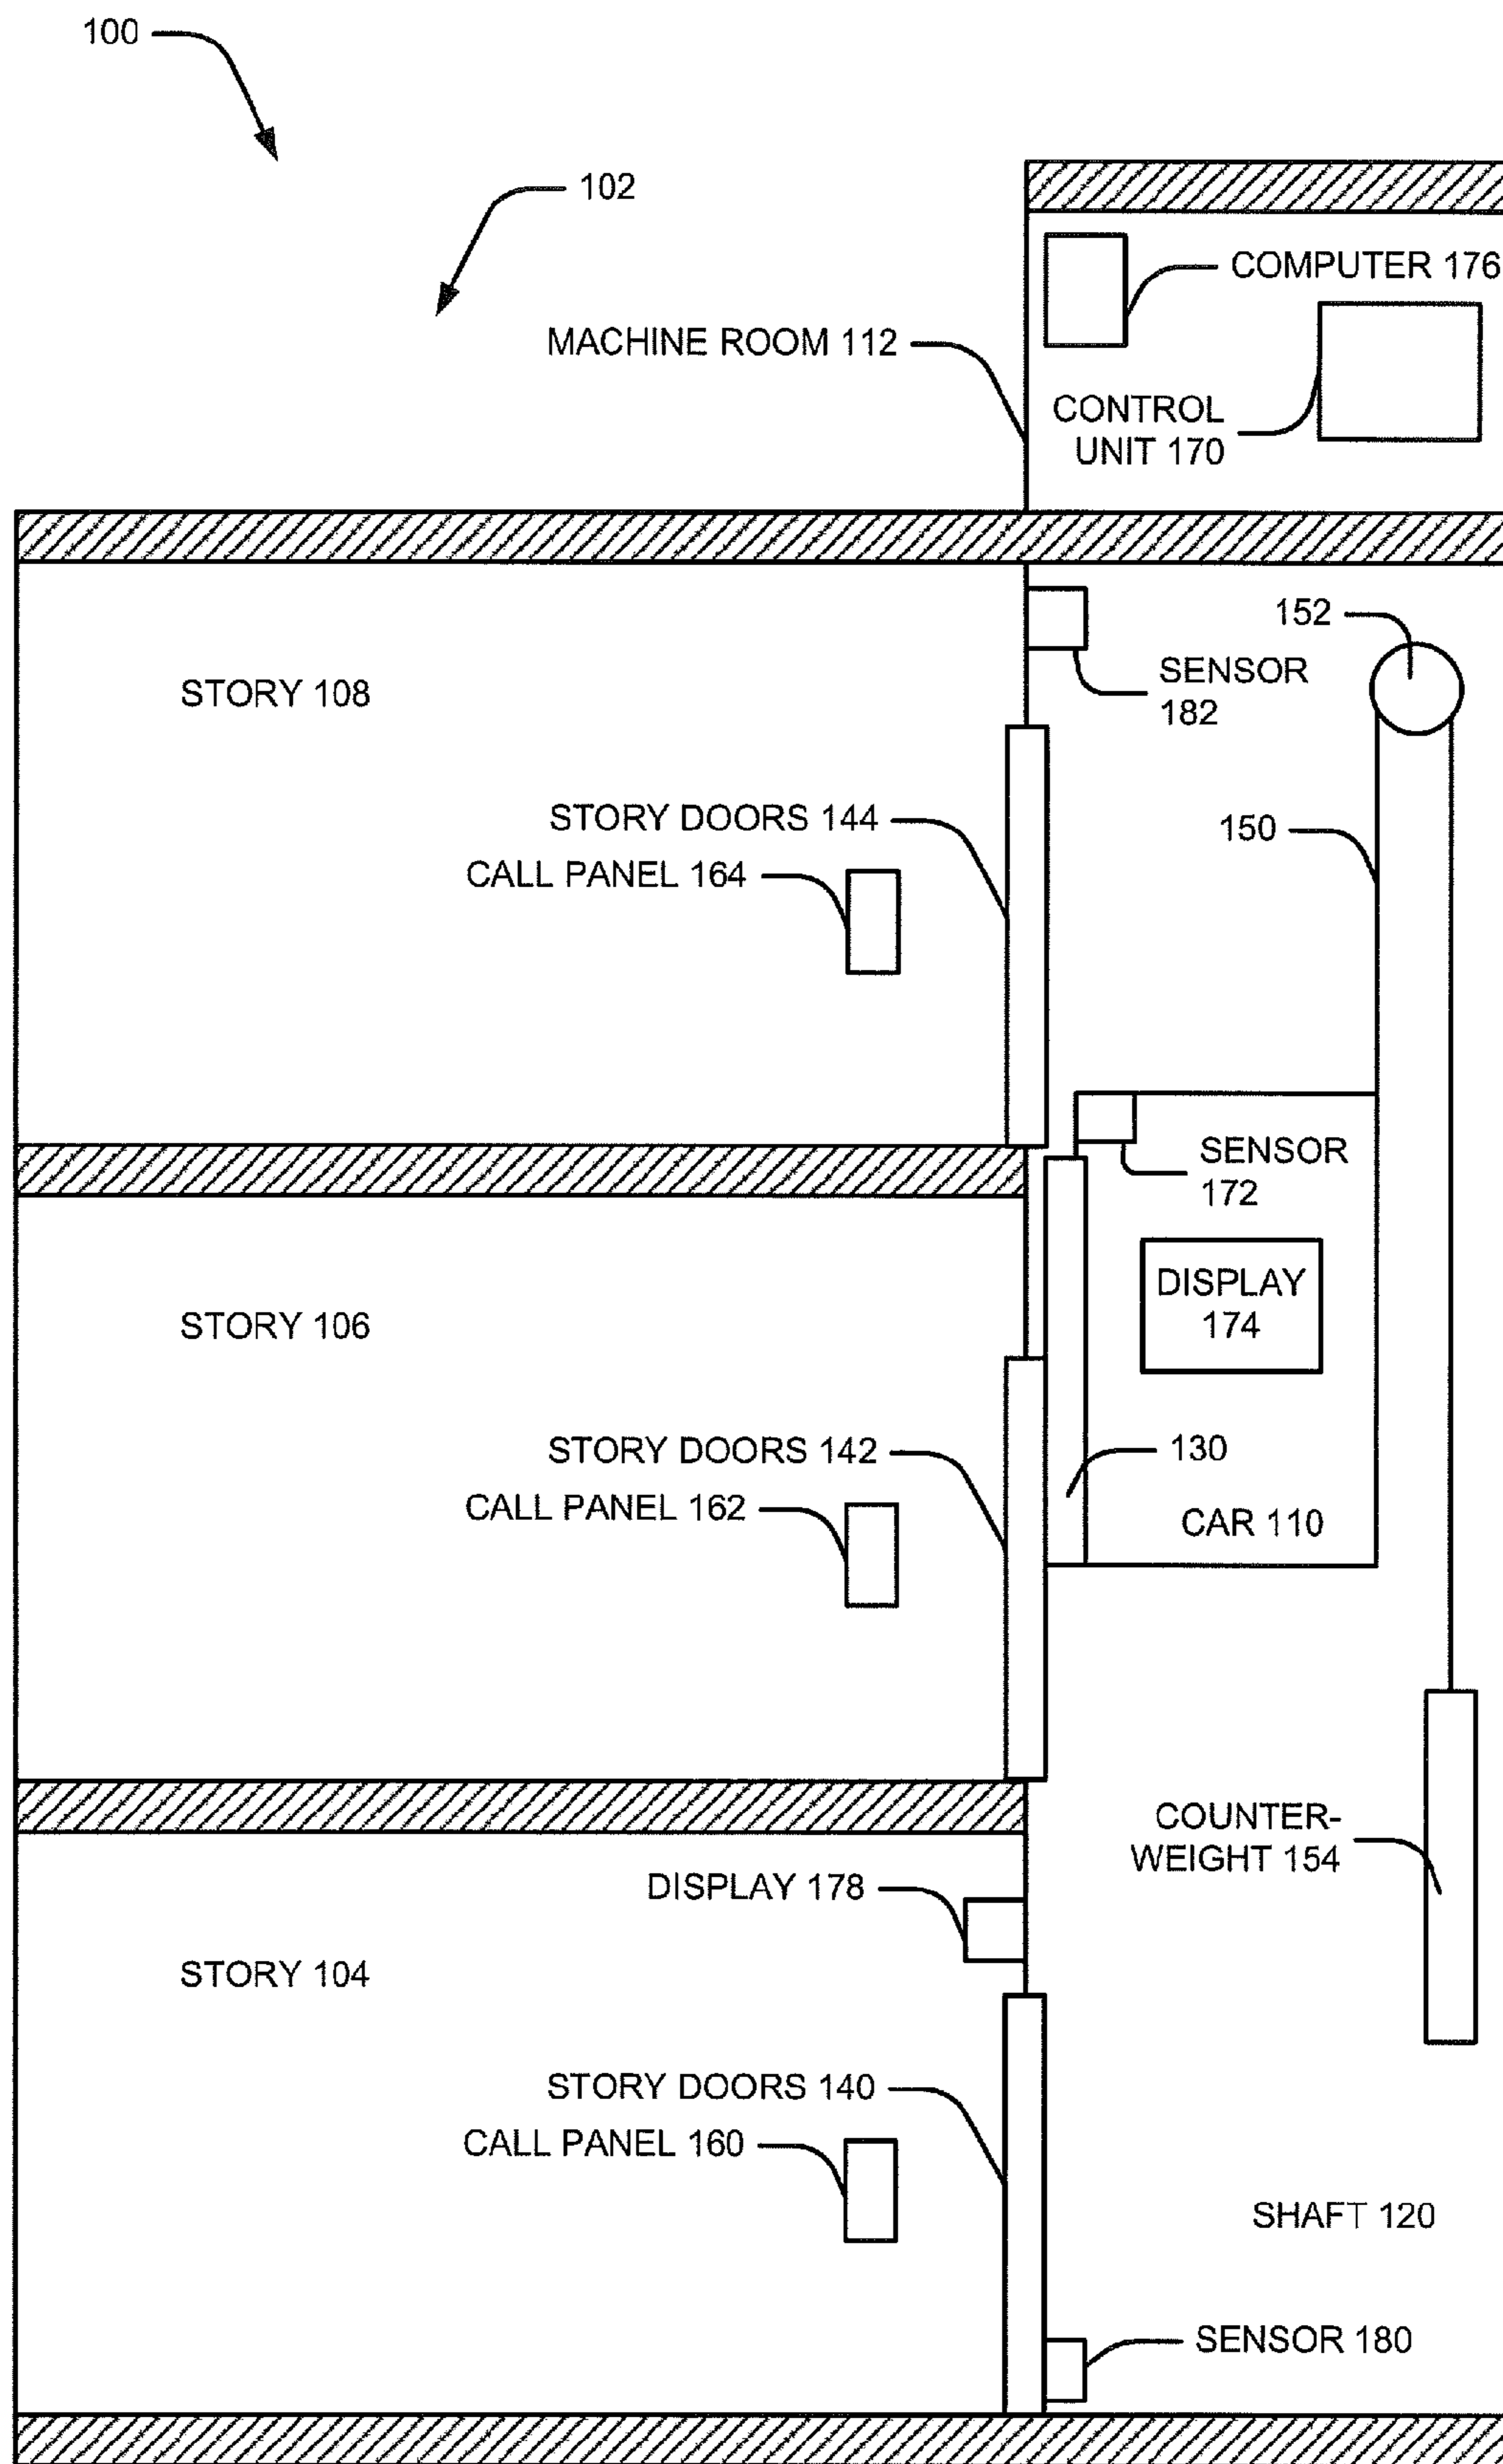 100
102
COMPUTER 176
MACHINE ROOM 112
CONTROL
UNIT 170
152
SENSOR
182
STORY 108
STORY DOORS 144
150
CALL PANEL 164
SENSOR
172
DISPLAY
174
STORY 106
STORY DOORS 142
130
CALL PANEL 162
CAR 110
COUNTER-
WEIGHT 154
DISPLAY 178
STORY 104
STORY DOORS 140
CALL PANEL 160
SHAFT 120
SENSOR 180